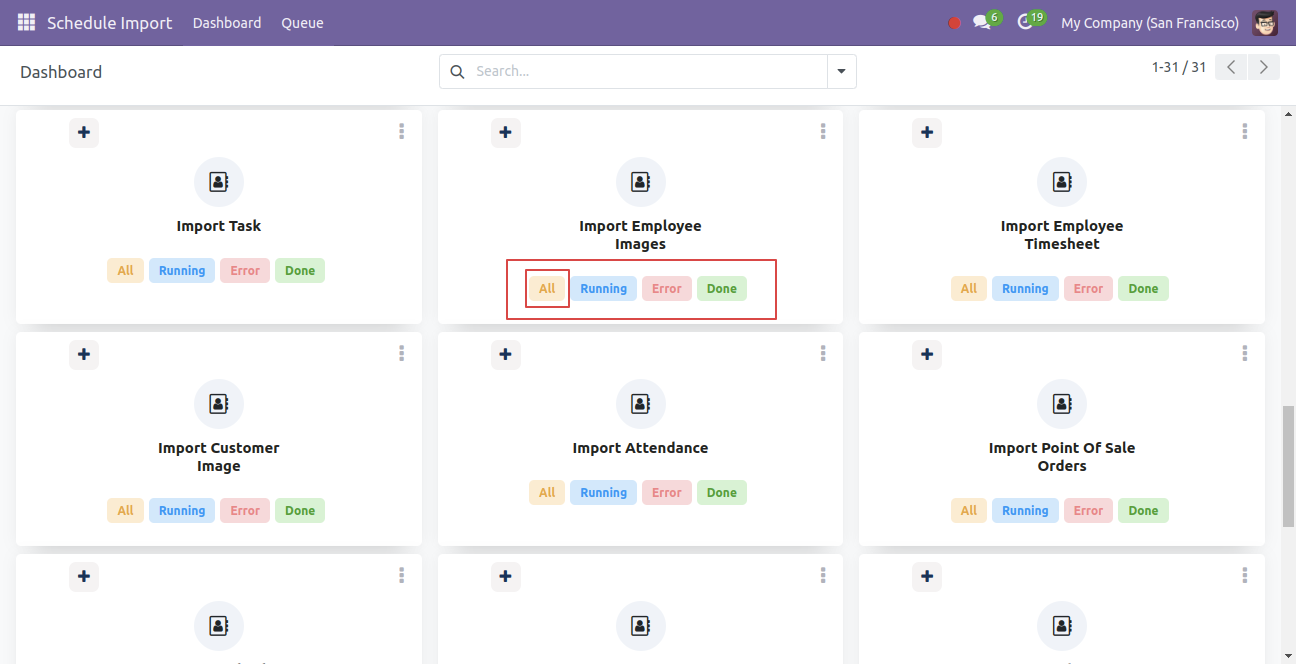 Schedule Import Dashboard Queue 6 19 My Company (San Francisco)
Dashboard Search... 1-31 / 31
Import Task
All Running Error Done
Import Employee
Images
All Running Error Done
Import Employee
Timesheet
All Running Error Done
Import Customer
Image
All Running Error Done
Import Attendance
All Running Error Done
Import Point Of Sale
Orders
All Running Error Done